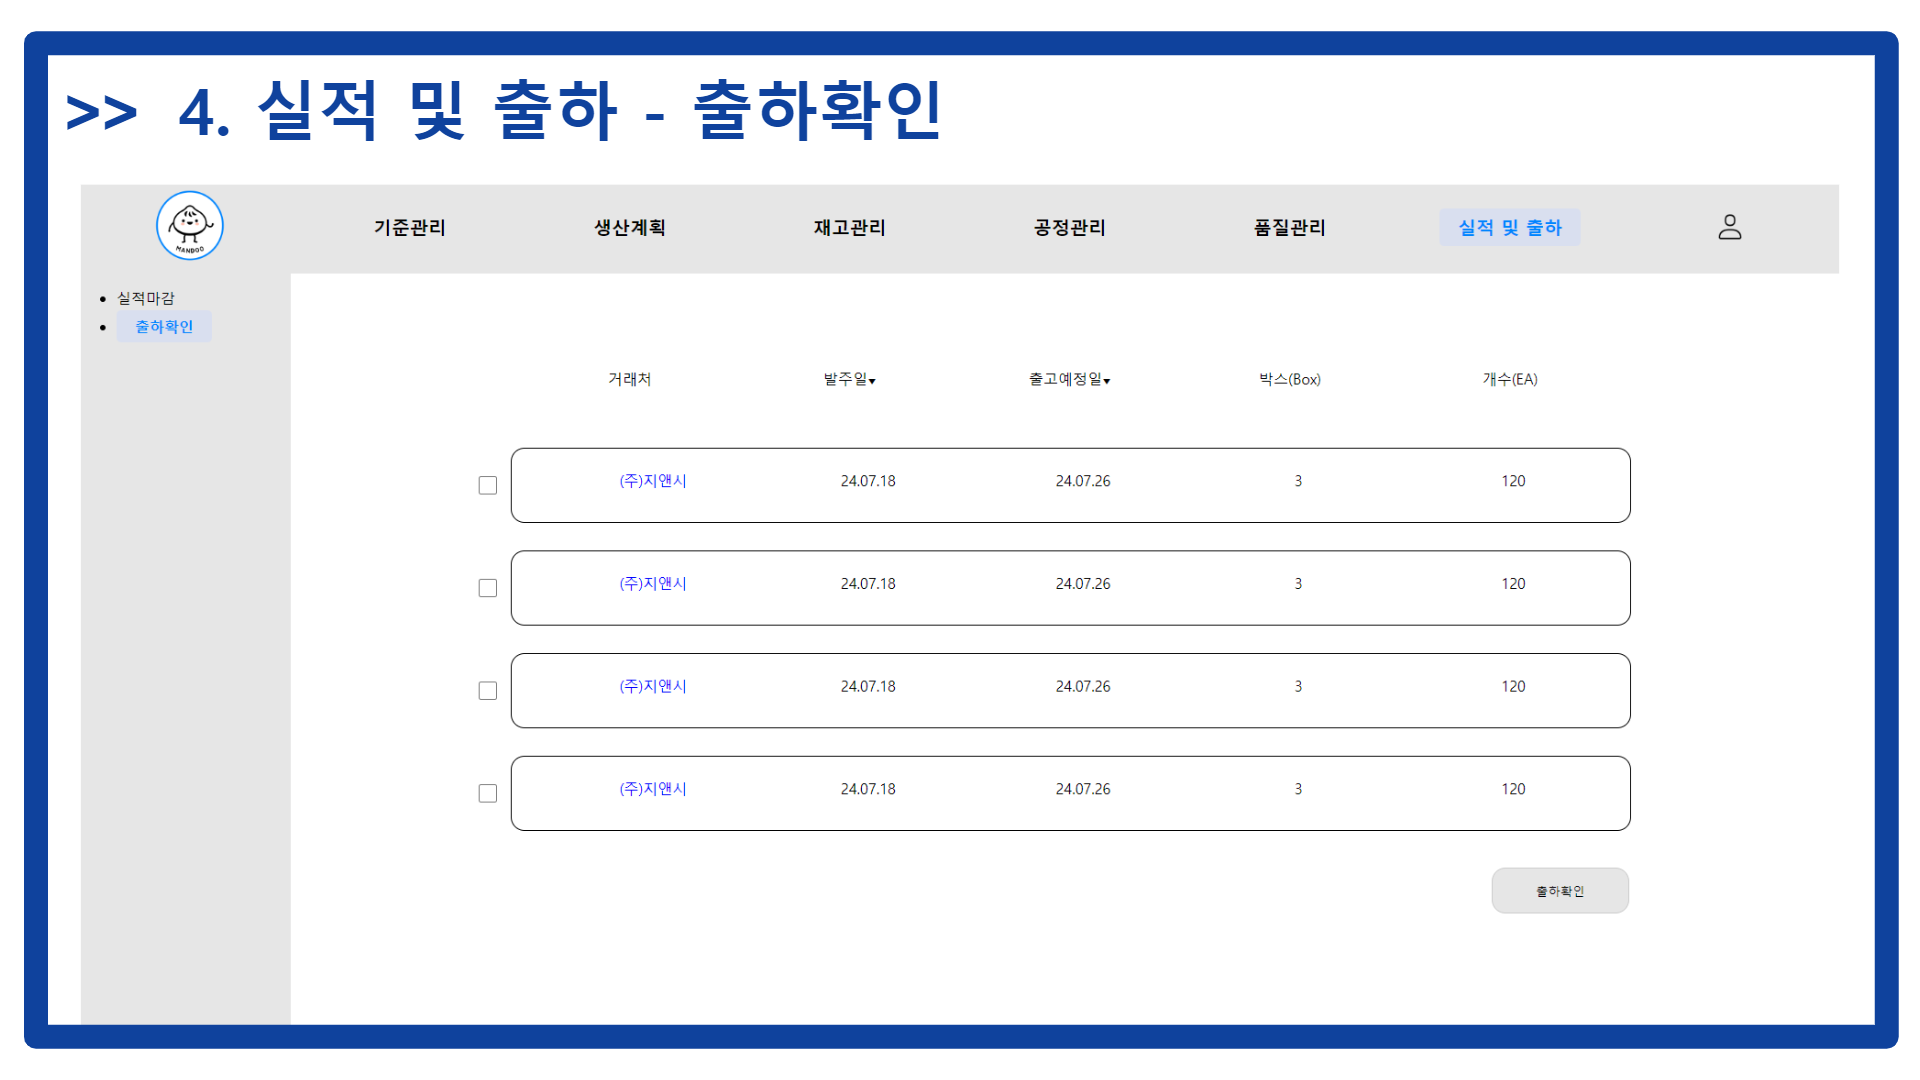 >> 4. 실적 및 출하 - 출하확인
MANDOO 기준관리 생산계획 재고관리 공정관리 품질관리 실적 및 출하
• 실적마감
• 출하확인
거래처 발주일▾ 출고예정일▾ 박스(Box) 개수(EA)
(주)지앤시 24.07.18 24.07.26 3 120
(주)지앤시 24.07.18 24.07.26 3 120
(주)지앤시 24.07.18 24.07.26 3 120
(주)지앤시 24.07.18 24.07.26 3 120
출하확인